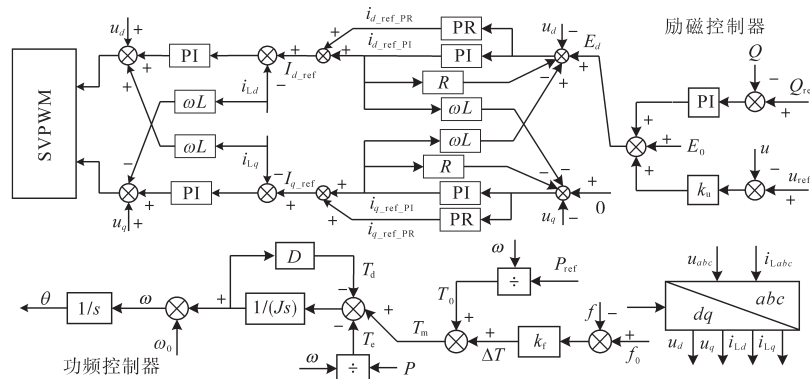 励磁控制器
u_d
i_d_ref_PR
PR
u_d
E_d
Q
Q_ref
PI
I_d_ref
i_d_ref_PI
PI
PI
i_Ld
R
SVPWM
ωL
ωL
E_0
ωL
i_Lq
ωL
u
I_q_ref
R
k_u
u_ref
PI
i_q_ref_PI
PI
0
u_q
i_q_ref_PR
PR
u_q
D
T_d
ω
÷
P_ref
T_0
u_abc
i_Labc
θ
1/s
ω
1/(Js)
f
abc
dq
T_e
T_m
ΔT
k_f
f_0
ω_0
ω
÷
P
u_d
u_q
i_Ld
i_Lq
功频控制器